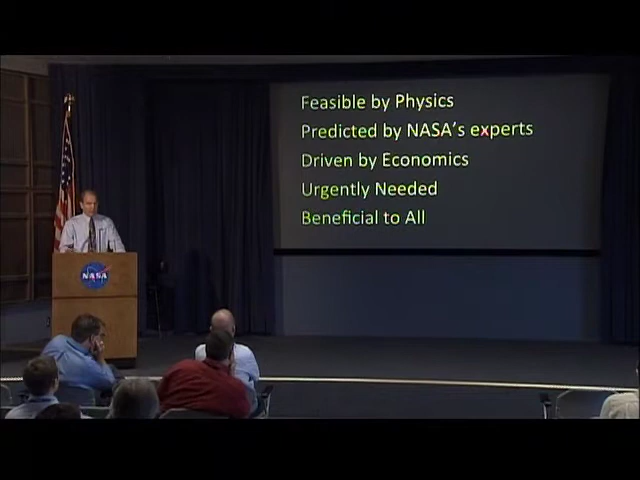 Feasible by Physics
Predicted by NASA's experts
Driven by Economics
Urgently Needed
Beneficial to All
NASA